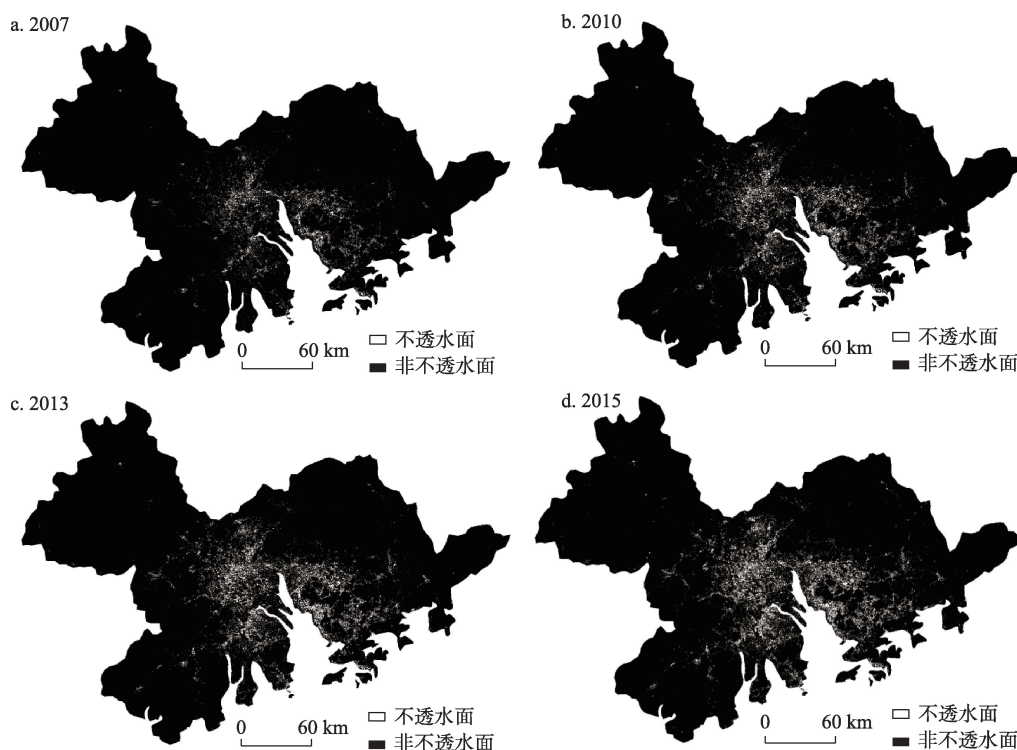 a. 2007
b. 2010
不透水面
0 60 km
非不透水面
不透水面
0 60 km
非不透水面
c. 2013
d. 2015
不透水面
0 60 km
非不透水面
不透水面
0 60 km
非不透水面